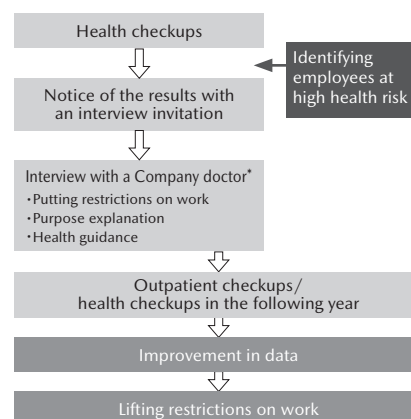 Health checkups
Identifying
employees at
high health risk
Notice of the results with
an interview invitation
Interview with a Company doctor*
・Putting restrictions on work
・Purpose explanation
・Health guidance
Outpatient checkups/
health checkups in the following year
Improvement in data
Lifting restrictions on work